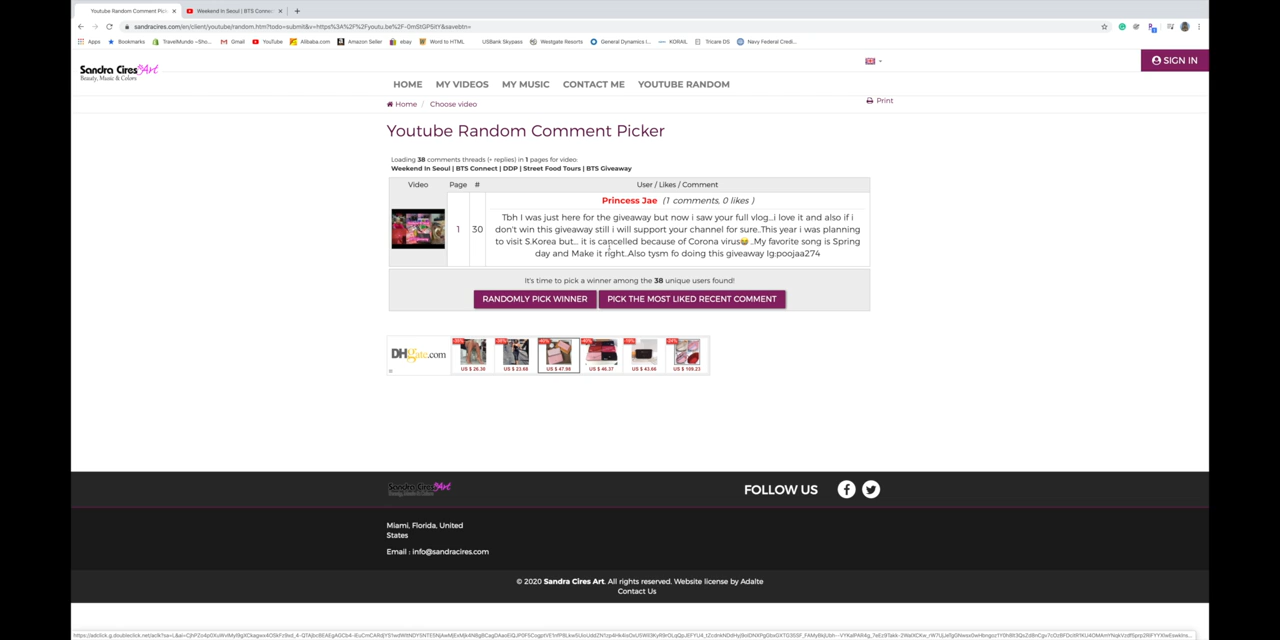 Youtube Random Comment Pic
Weekend In Seoul | BTS Connec
sandracires.com/en/client/youtube/random.htm?todo=submit&v=https%3A%2F%2Fyoutu.be%2F-0mStGP5itY&savebtn=
Apps Bookmarks TravelMundo –Sho... Gmail YouTube Alibaba.com Amazon Seller ebay Word to HTML USBank Skypass Westgate Resorts General Dynamics I... KORAIL Tricare DS Navy Federal Credi...
Sandra Cires Art
Beauty, Music & Colors
SIGN IN
HOME MY VIDEOS MY MUSIC CONTACT ME YOUTUBE RANDOM
Home / Choose video
Print
Youtube Random Comment Picker
Loading 38 comments threads (+ replies) in 1 pages for video:
Weekend In Seoul | BTS Connect | DDP | Street Food Tours | BTS Giveaway
Video Page # User / Likes / Comment
Princess Jae (1 comments, 0 likes )
1 30
Tbh I was just here for the giveaway but now i saw your full vlog...i love it and also if i
don't win this giveaway still i will support your channel for sure..This year i was planning
to visit S.Korea but... it is cancelled because of Corona virus😂 ..My favorite song is Spring
day and Make it right..Also tysm fo doing this giveaway Ig:poojaa274
It's time to pick a winner among the 38 unique users found!
RANDOMLY PICK WINNER PICK THE MOST LIKED RECENT COMMENT
DHgate.com
US $ 26.30 US $ 23.68 US $ 47.98 US $ 46.37 US $ 43.66 US $ 109.23
Sandra Cires Art
Beauty, Music & Colors
FOLLOW US
Miami, Florida, United
States
Email : info@sandracires.com
© 2020 Sandra Cires Art. All rights reserved. Website license by Adalte
Contact Us